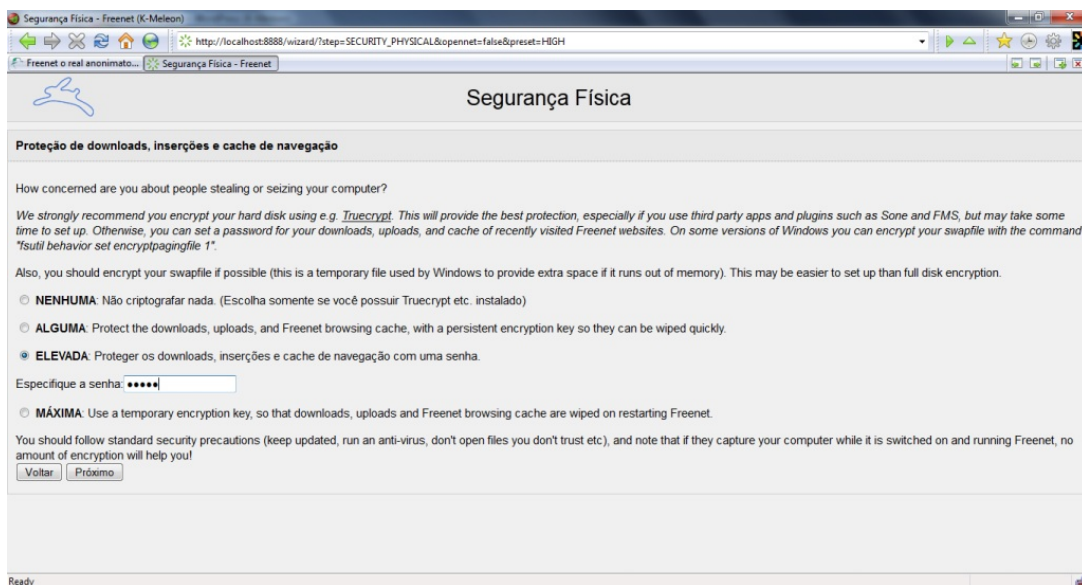 Segurança Física - Freenet (K-Meleon)
http://localhost:8888/wizard/?step=SECURITY_PHYSICAL&opennet=false&preset=HIGH
Freenet o real anonimato... Segurança Física - Freenet
Segurança Física
Proteção de downloads, inserções e cache de navegação
How concerned are you about people stealing or seizing your computer?
We strongly recommend you encrypt your hard disk using e.g. Truecrypt. This will provide the best protection, especially if you use third party apps and plugins such as Sone and FMS, but may take some
time to set up. Otherwise, you can set a password for your downloads, uploads, and cache of recently visited Freenet websites. On some versions of Windows you can encrypt your swapfile with the command
"fsutil behavior set encryptpagingfile 1".
Also, you should encrypt your swapfile if possible (this is a temporary file used by Windows to provide extra space if it runs out of memory). This may be easier to set up than full disk encryption.
NENHUMA: Não criptografar nada. (Escolha somente se você possuir Truecrypt etc. instalado)
ALGUMA: Protect the downloads, uploads, and Freenet browsing cache, with a persistent encryption key so they can be wiped quickly.
ELEVADA: Proteger os downloads, inserções e cache de navegação com uma senha.
Especifique a senha: •••••
MÁXIMA: Use a temporary encryption key, so that downloads, uploads and Freenet browsing cache are wiped on restarting Freenet.
You should follow standard security precautions (keep updated, run an anti-virus, don't open files you don't trust etc), and note that if they capture your computer while it is switched on and running Freenet, no
amount of encryption will help you!
Voltar Próximo
Ready